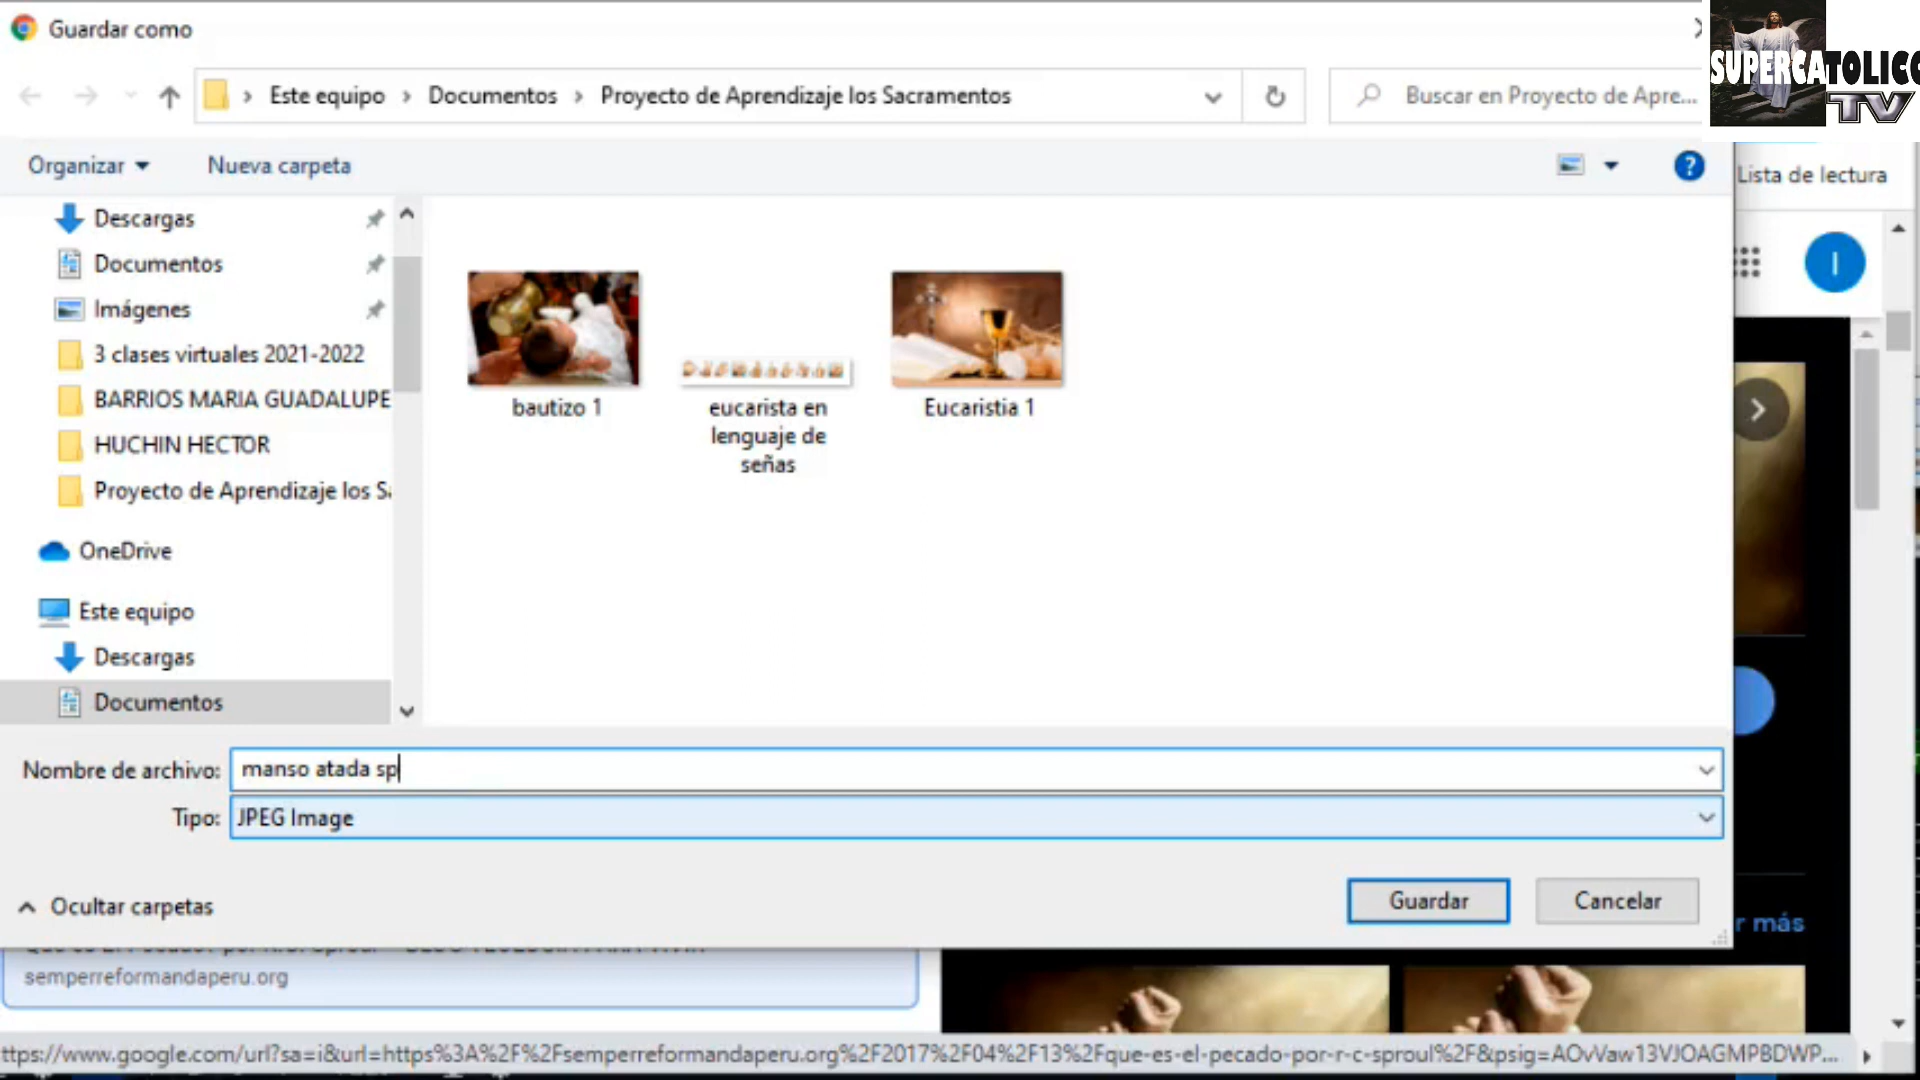 Guardar como
SUPERCATOLICO
TV
Este equipo > Documentos > Proyecto de Aprendizaje los Sacramentos
Buscar en Proyecto de Apre...
Organizar
Nueva carpeta
Lista de lectura
Descargas
Documentos
Imágenes
3 clases virtuales 2021-2022
BARRIOS MARIA GUADALUPE
HUCHIN HECTOR
Proyecto de Aprendizaje los Sa
OneDrive
Este equipo
Descargas
Documentos
bautizo 1
eucarista en
lenguaje de
señas
Eucaristia 1
I
Nombre de archivo: manso atada sp
Tipo: JPEG Image
Ocultar carpetas
Guardar
Cancelar
r más
semperreformandaperu.org
ttps://www.google.com/url?sa=i&url=https%3A%2F%2Fsemperreformandaperu.org%2F2017%2F04%2F13%2Fque-es-el-pecado-por-r-c-sproul%2F&psig=AOvVaw13VJOAGMPBDWP...